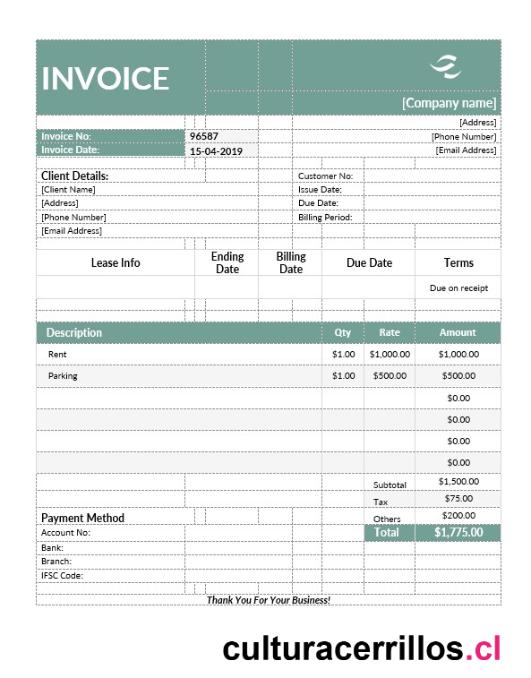 INVOICE
[Company name]
[Address]
Invoice No: 96587 [Phone Number]
Invoice Date: 15-04-2019 [Email Address]
Client Details: Customer No:
[Client Name] Issue Date:
[Address] Due Date:
[Phone Number] Billing Period:
[Email Address]
Lease Info Ending Date Billing Date Due Date Terms
Due on receipt
Description Qty Rate Amount
Rent $1.00 $1,000.00 $1,000.00
Parking $1.00 $500.00 $500.00
$0.00
$0.00
$0.00
$0.00
Subtotal $1,500.00
Tax $75.00
Payment Method Others $200.00
Account No: Total $1,775.00
Bank:
Branch:
IFSC Code:
Thank You For Your Business!
culturacerrillos.cl